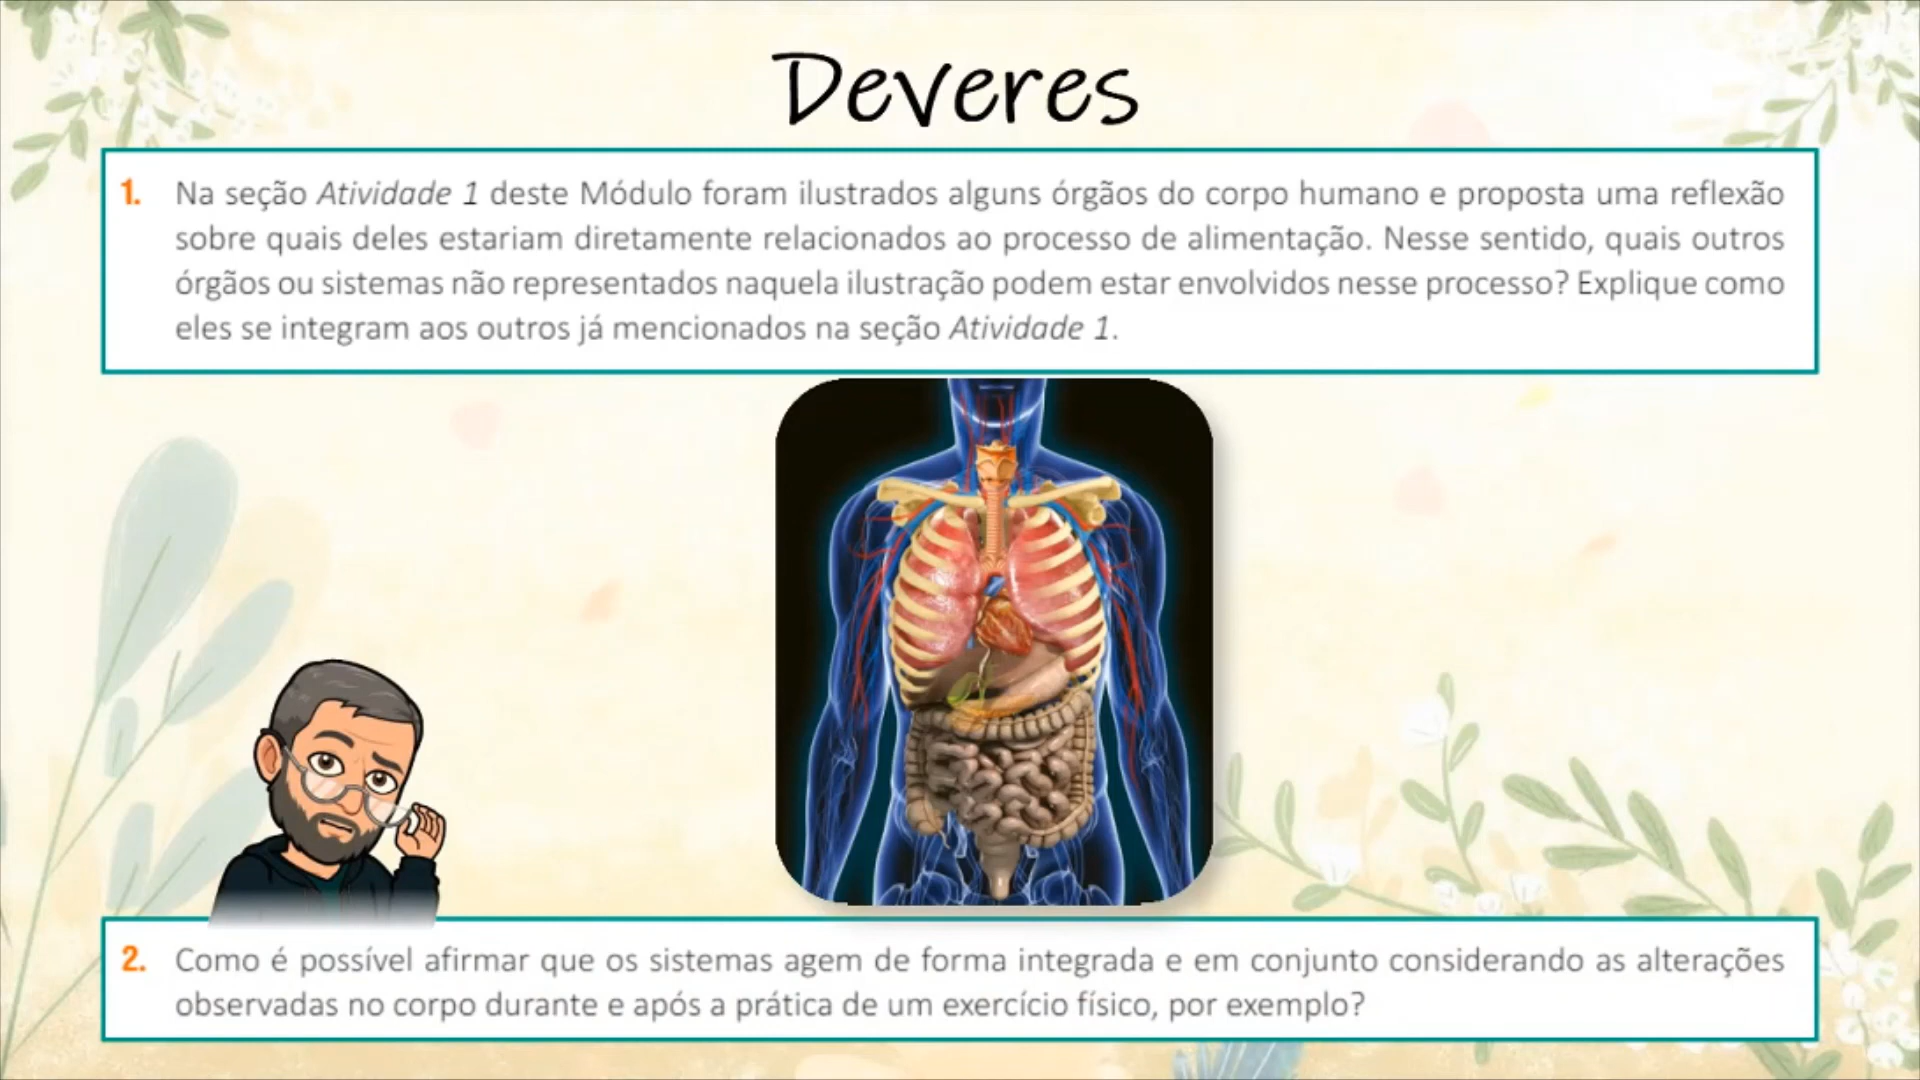 Deveres
1. Na seção Atividade 1 deste Módulo foram ilustrados alguns órgãos do corpo humano e proposta uma reflexão
sobre quais deles estariam diretamente relacionados ao processo de alimentação. Nesse sentido, quais outros
órgãos ou sistemas não representados naquela ilustração podem estar envolvidos nesse processo? Explique como
eles se integram aos outros já mencionados na seção Atividade 1.
2. Como é possível afirmar que os sistemas agem de forma integrada e em conjunto considerando as alterações
observadas no corpo durante e após a prática de um exercício físico, por exemplo?